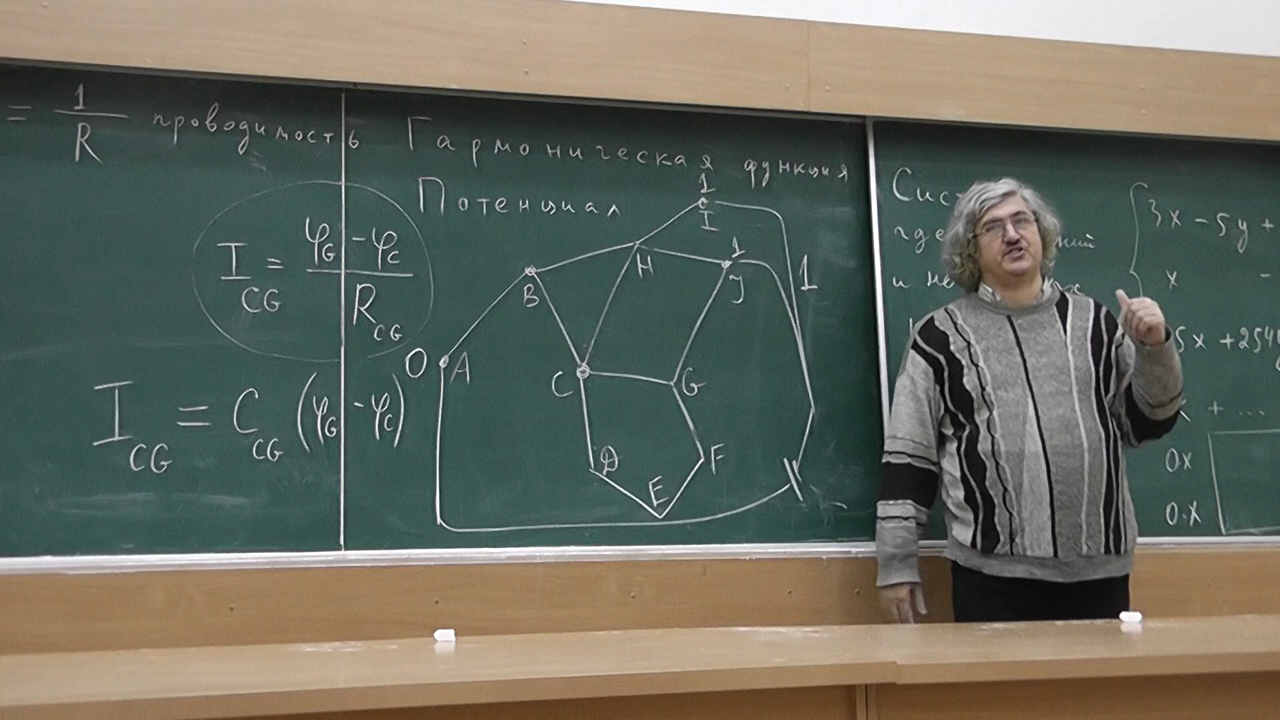 = 1/R проводимость
I_CG = (φ_G - φ_C)/R_CG
I_CG = C_CG (φ_G - φ_C)
Гармоническая функция
Потенциал
1
I
H
1
J
B
1
O A
C
G
D
F
E
Сис
где
ний
и не
3x - 5y +
x -
5x + 254
x + ...
0x
0.x